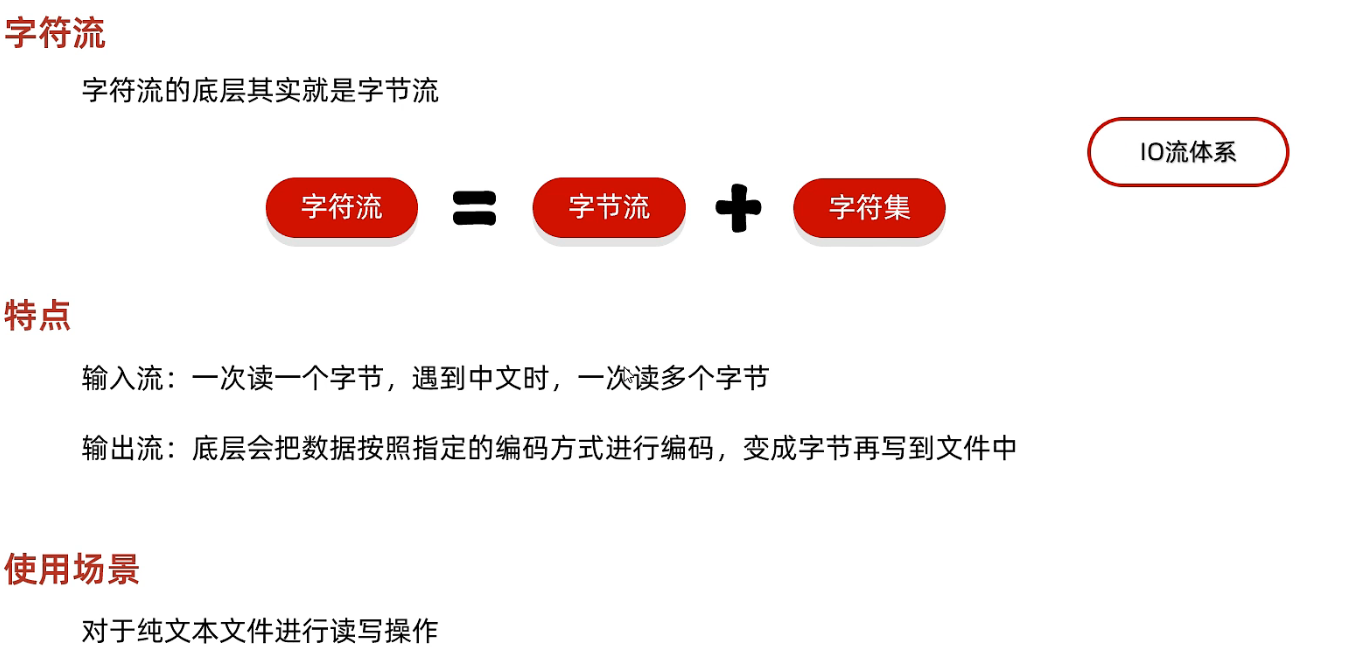 字符流
字符流的底层其实就是字节流
IO流体系
字符流 = 字节流 + 字符集
特点
输入流：一次读一个字节，遇到中文时，一次读多个字节
输出流：底层会把数据按照指定的编码方式进行编码，变成字节再写到文件中
使用场景
对于纯文本文件进行读写操作